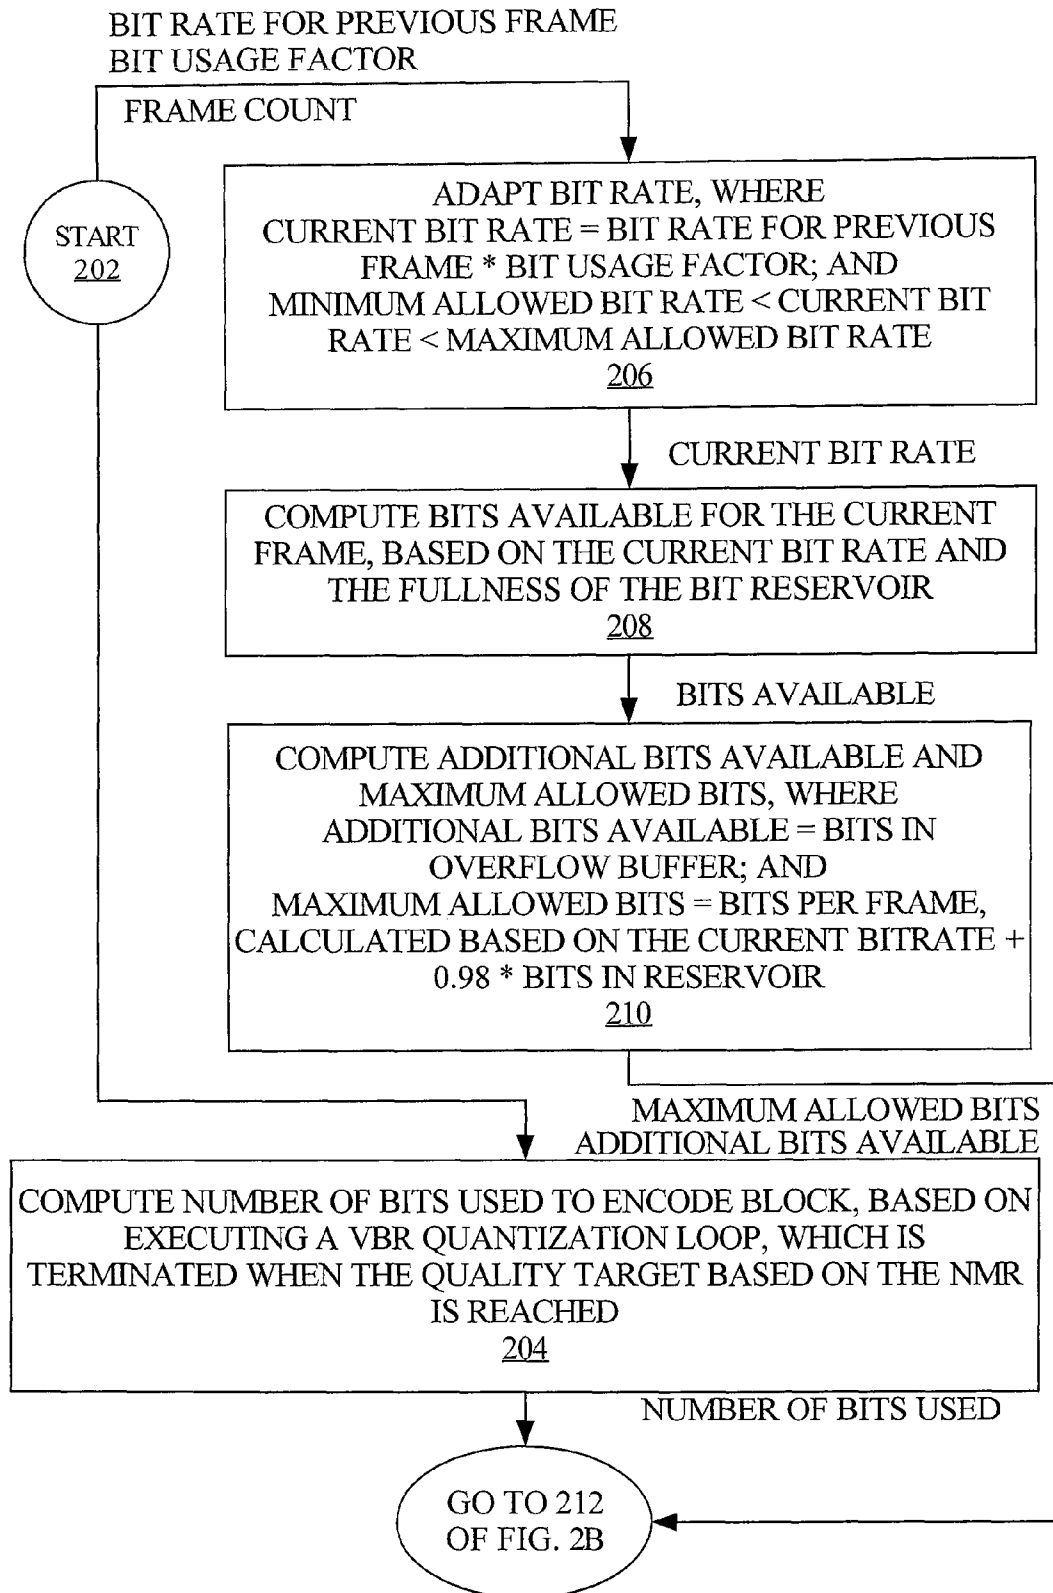 BIT RATE FOR PREVIOUS FRAME
BIT USAGE FACTOR
FRAME COUNT
START
202
ADAPT BIT RATE, WHERE
CURRENT BIT RATE = BIT RATE FOR PREVIOUS
FRAME * BIT USAGE FACTOR; AND
MINIMUM ALLOWED BIT RATE < CURRENT BIT
RATE < MAXIMUM ALLOWED BIT RATE
206
CURRENT BIT RATE
COMPUTE BITS AVAILABLE FOR THE CURRENT
FRAME, BASED ON THE CURRENT BIT RATE AND
THE FULLNESS OF THE BIT RESERVOIR
208
BITS AVAILABLE
COMPUTE ADDITIONAL BITS AVAILABLE AND
MAXIMUM ALLOWED BITS, WHERE
ADDITIONAL BITS AVAILABLE = BITS IN
OVERFLOW BUFFER; AND
MAXIMUM ALLOWED BITS = BITS PER FRAME,
CALCULATED BASED ON THE CURRENT BITRATE +
0.98 * BITS IN RESERVOIR
210
MAXIMUM ALLOWED BITS
ADDITIONAL BITS AVAILABLE
COMPUTE NUMBER OF BITS USED TO ENCODE BLOCK, BASED ON
EXECUTING A VBR QUANTIZATION LOOP, WHICH IS
TERMINATED WHEN THE QUALITY TARGET BASED ON THE NMR
IS REACHED
204
NUMBER OF BITS USED
GO TO 212
OF FIG. 2B